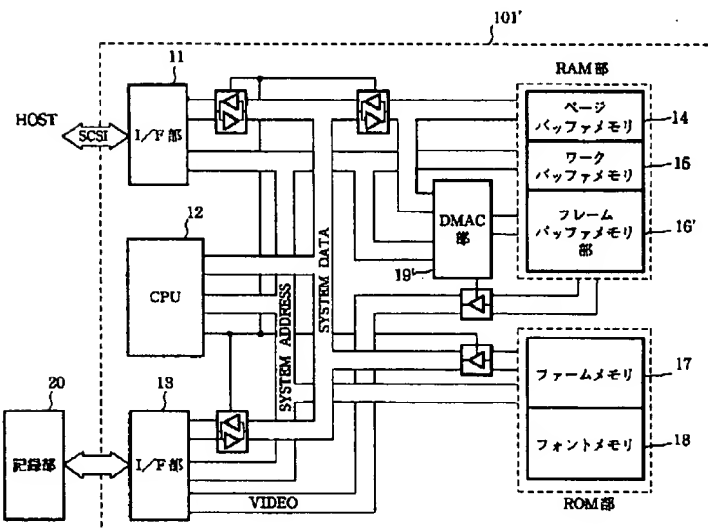 101'
11
RAM部
HOST
SCSI
I/F部
ページ
バッファメモリ
14
ワーク
バッファメモリ
15
フレーム
バッファメモリ
部
16'
12
CPU
DMAC
部
19'
SYSTEM DATA
SYSTEM ADDRESS
ファームメモリ
17
フォントメモリ
18
ROM部
20
記録部
13
I/F部
VIDEO